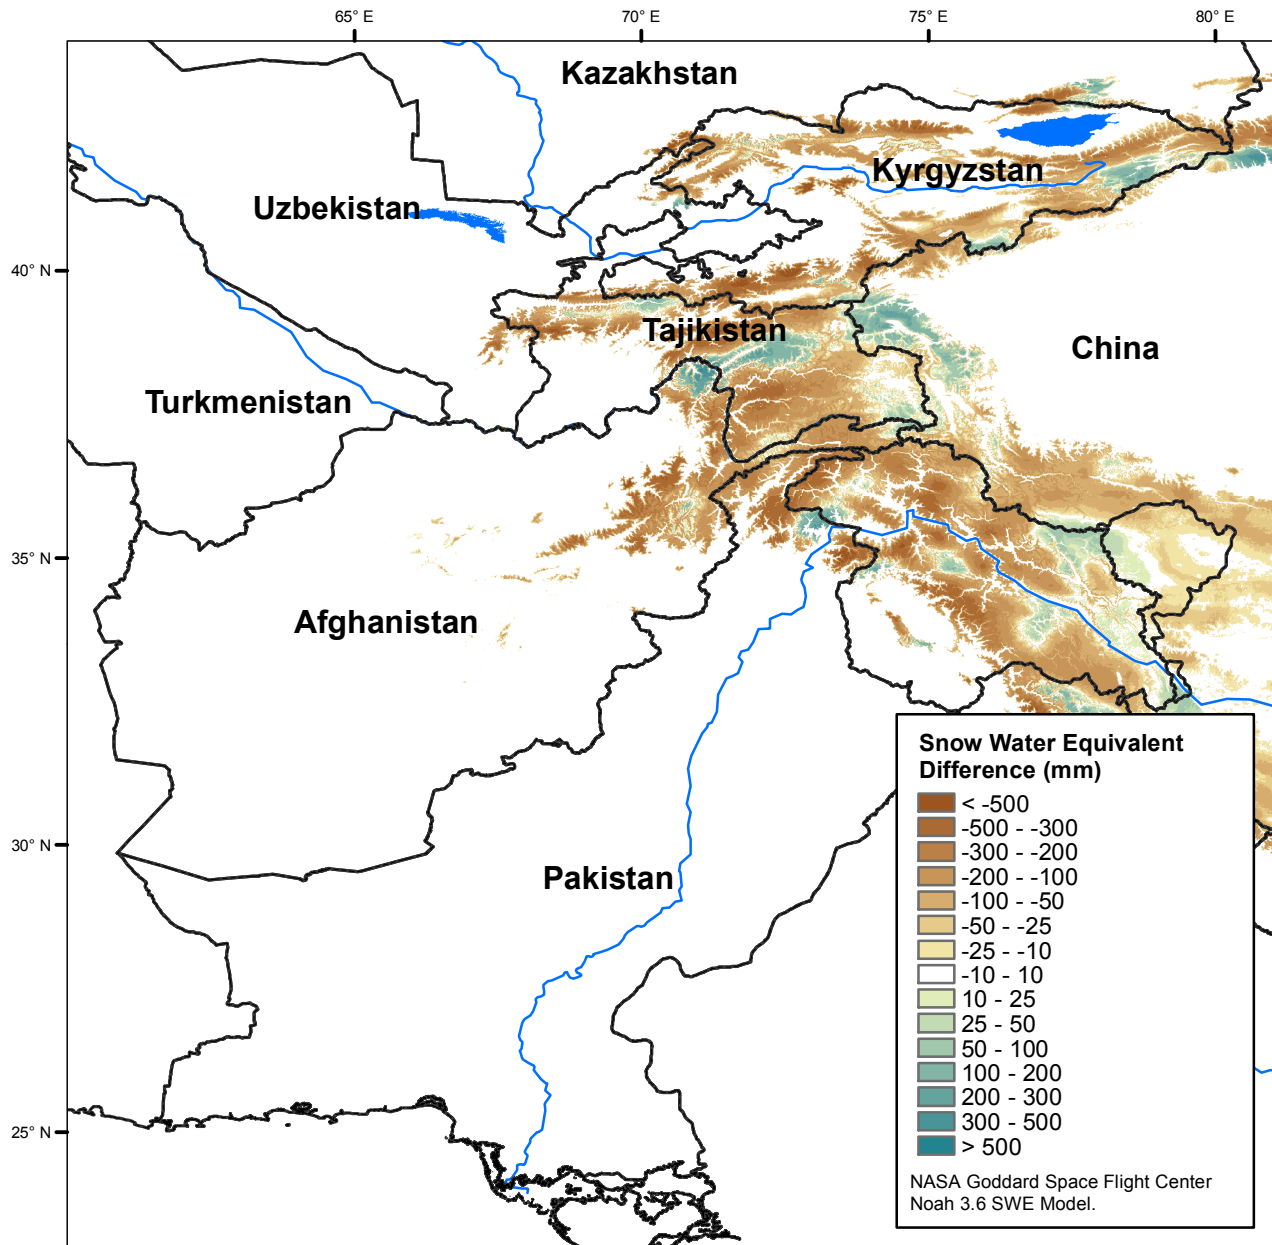 65° E
70° E
75° E
80° E
Kazakhstan
Kyrgyzstan
Uzbekistan
40° N
Tajikistan
China
Turkmenistan
35° N
Afghanistan
Snow Water Equivalent
Difference (mm)
< -500
-500 - -300
-300 - -200
-200 - -100
-100 - -50
-50 - -25
-25 - -10
-10 - 10
10 - 25
25 - 50
50 - 100
100 - 200
200 - 300
300 - 500
> 500
NASA Goddard Space Flight Center
Noah 3.6 SWE Model.
30° N
Pakistan
25° N